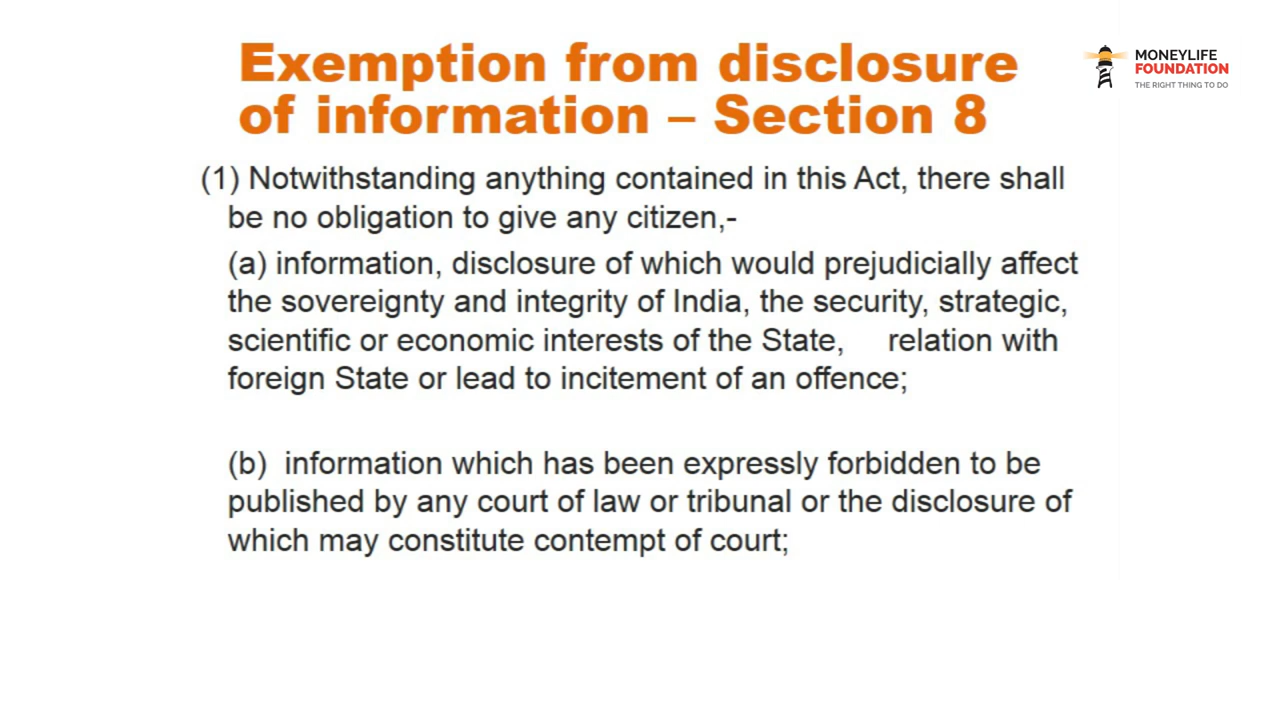 Exemption from disclosure
of information – Section 8
MONEYLIFE
FOUNDATION
THE RIGHT THING TO DO
(1) Notwithstanding anything contained in this Act, there shall
be no obligation to give any citizen,-
(a) information, disclosure of which would prejudicially affect
the sovereignty and integrity of India, the security, strategic,
scientific or economic interests of the State, relation with
foreign State or lead to incitement of an offence;
(b) information which has been expressly forbidden to be
published by any court of law or tribunal or the disclosure of
which may constitute contempt of court;